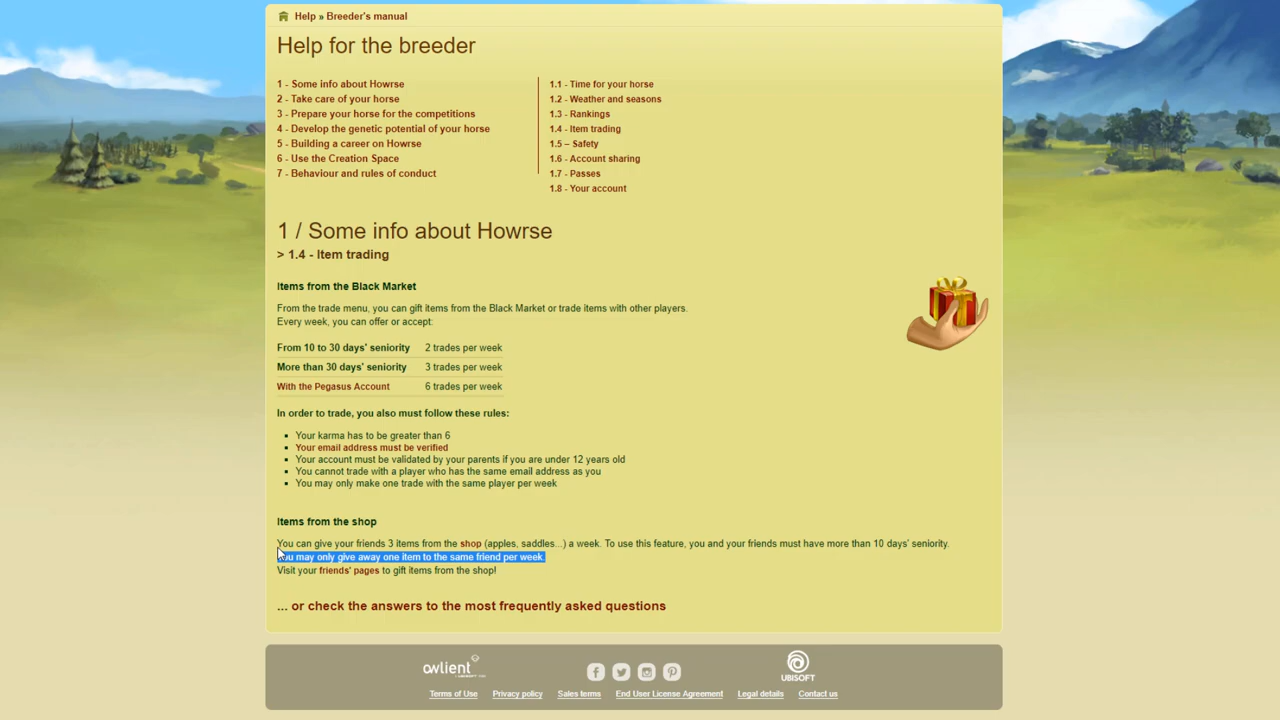 Help » Breeder's manual
Help for the breeder
1 - Some info about Howrse
2 - Take care of your horse
3 - Prepare your horse for the competitions
4 - Develop the genetic potential of your horse
5 - Building a career on Howrse
6 - Use the Creation Space
7 - Behaviour and rules of conduct
1.1 - Time for your horse
1.2 - Weather and seasons
1.3 - Rankings
1.4 - Item trading
1.5 – Safety
1.6 - Account sharing
1.7 - Passes
1.8 - Your account
1 / Some info about Howrse
> 1.4 - Item trading
Items from the Black Market
From the trade menu, you can gift items from the Black Market or trade items with other players.
Every week, you can offer or accept:
From 10 to 30 days' seniority 2 trades per week
More than 30 days' seniority 3 trades per week
With the Pegasus Account 6 trades per week
In order to trade, you also must follow these rules:
Your karma has to be greater than 6
Your email address must be verified
Your account must be validated by your parents if you are under 12 years old
You cannot trade with a player who has the same email address as you
You may only make one trade with the same player per week
Items from the shop
You can give your friends 3 items from the shop (apples, saddles...) a week. To use this feature, you and your friends must have more than 10 days' seniority.
You may only give away one item to the same friend per week.
Visit your friends' pages to gift items from the shop!
... or check the answers to the most frequently asked questions
owlient
UBISOFT
Terms of Use Privacy policy Sales terms End User License Agreement Legal details Contact us